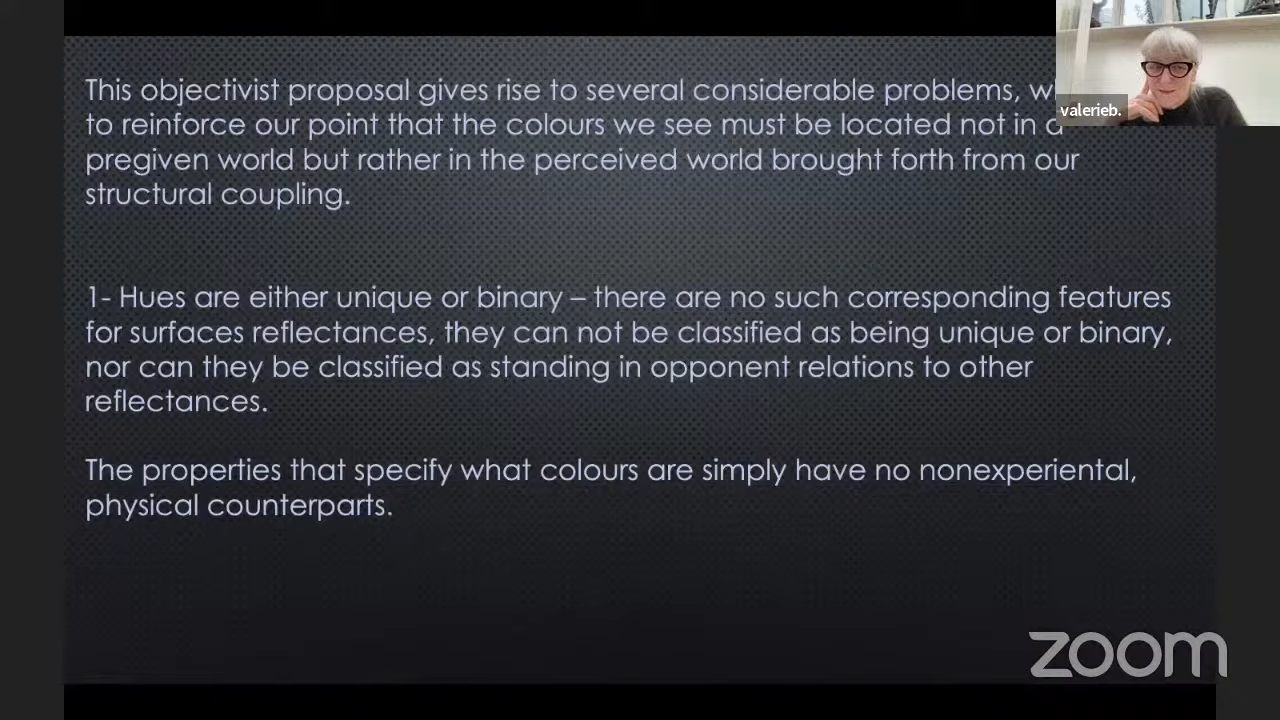 This objectivist proposal gives rise to several considerable problems,
to reinforce our point that the colours we see must be located not in a
pregiven world but rather in the perceived world brought forth from our
structural coupling.
1- Hues are either unique or binary – there are no such corresponding features
for surfaces reflectances, they can not be classified as being unique or binary,
nor can they be classified as standing in opponent relations to other
reflectances.
The properties that specify what colours are simply have no nonexperiental,
physical counterparts.
valerieb.
zoom